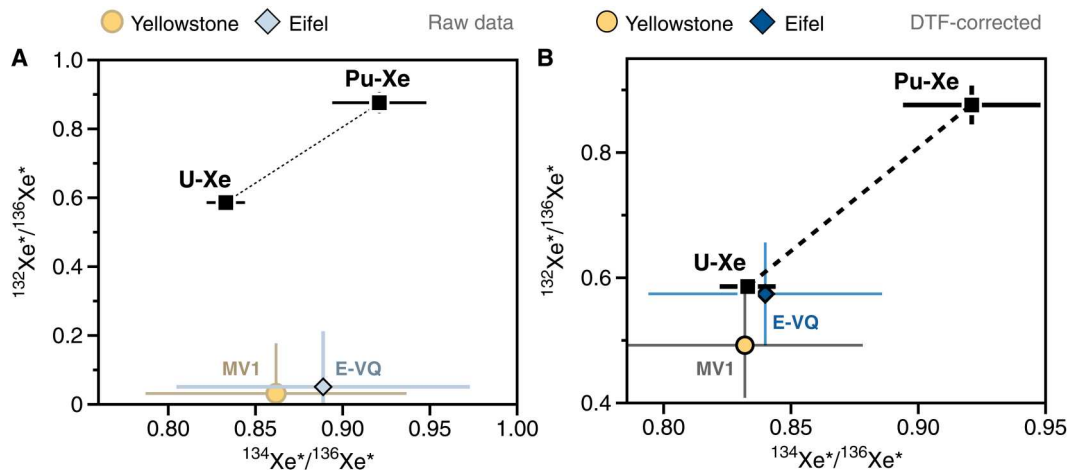 Yellowstone Eifel Raw data
A
1.0
0.8
0.6
0.4
0.2
0
¹³²Xe*/¹³⁶Xe*
Pu-Xe
U-Xe
MV1 E-VQ
0.80 0.85 0.90 0.95 1.00
¹³⁴Xe*/¹³⁶Xe*
Yellowstone Eifel DTF-corrected
B
0.8
0.6
0.4
¹³²Xe*/¹³⁶Xe*
Pu-Xe
U-Xe
E-VQ
MV1
0.80 0.85 0.90 0.95
¹³⁴Xe*/¹³⁶Xe*